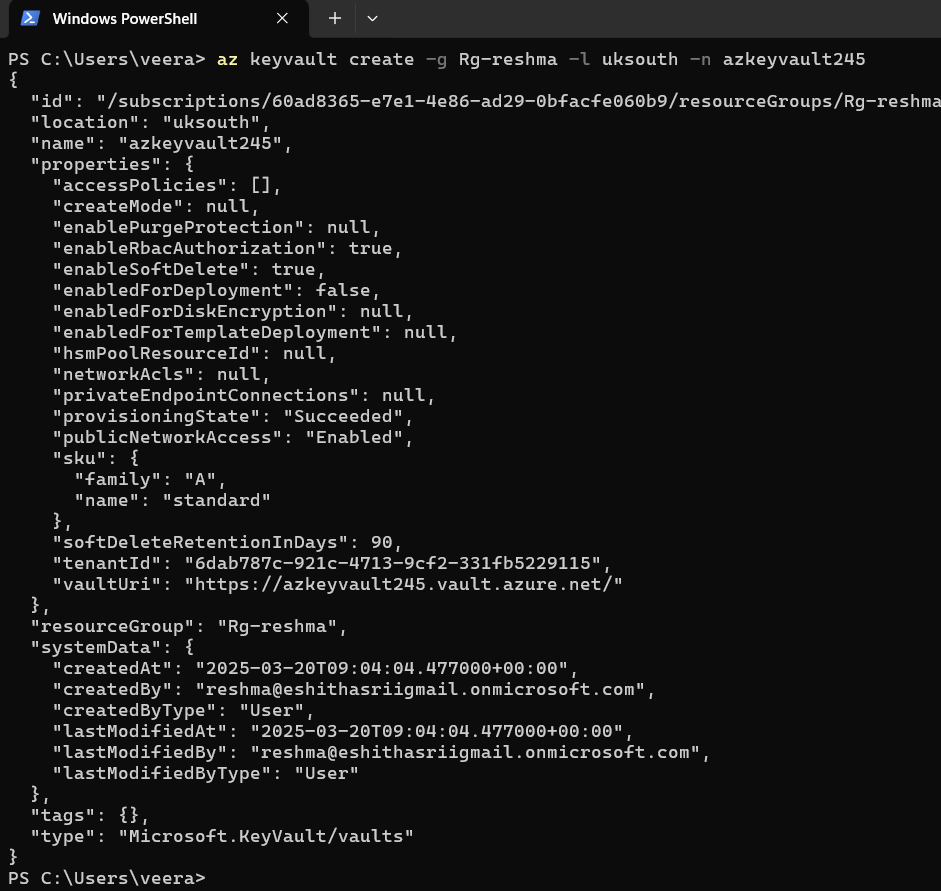 Windows PowerShell
PS C:\Users\veera> az keyvault create -g Rg-reshma -l uksouth -n azkeyvault245
{
  "id": "/subscriptions/60ad8365-e7e1-4e86-ad29-0bfacfe060b9/resourceGroups/Rg-reshma
  "location": "uksouth",
  "name": "azkeyvault245",
  "properties": {
    "accessPolicies": [],
    "createMode": null,
    "enablePurgeProtection": null,
    "enableRbacAuthorization": true,
    "enableSoftDelete": true,
    "enabledForDeployment": false,
    "enabledForDiskEncryption": null,
    "enabledForTemplateDeployment": null,
    "hsmPoolResourceId": null,
    "networkAcls": null,
    "privateEndpointConnections": null,
    "provisioningState": "Succeeded",
    "publicNetworkAccess": "Enabled",
    "sku": {
      "family": "A",
      "name": "standard"
    },
    "softDeleteRetentionInDays": 90,
    "tenantId": "6dab787c-921c-4713-9cf2-331fb5229115",
    "vaultUri": "https://azkeyvault245.vault.azure.net/"
  },
  "resourceGroup": "Rg-reshma",
  "systemData": {
    "createdAt": "2025-03-20T09:04:04.477000+00:00",
    "createdBy": "reshma@eshithasriigmail.onmicrosoft.com",
    "createdByType": "User",
    "lastModifiedAt": "2025-03-20T09:04:04.477000+00:00",
    "lastModifiedBy": "reshma@eshithasriigmail.onmicrosoft.com",
    "lastModifiedByType": "User"
  },
  "tags": {},
  "type": "Microsoft.KeyVault/vaults"
}
PS C:\Users\veera>